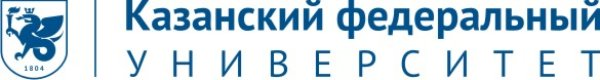 Казанский федеральный
УНИВЕРСИТЕТ
1804